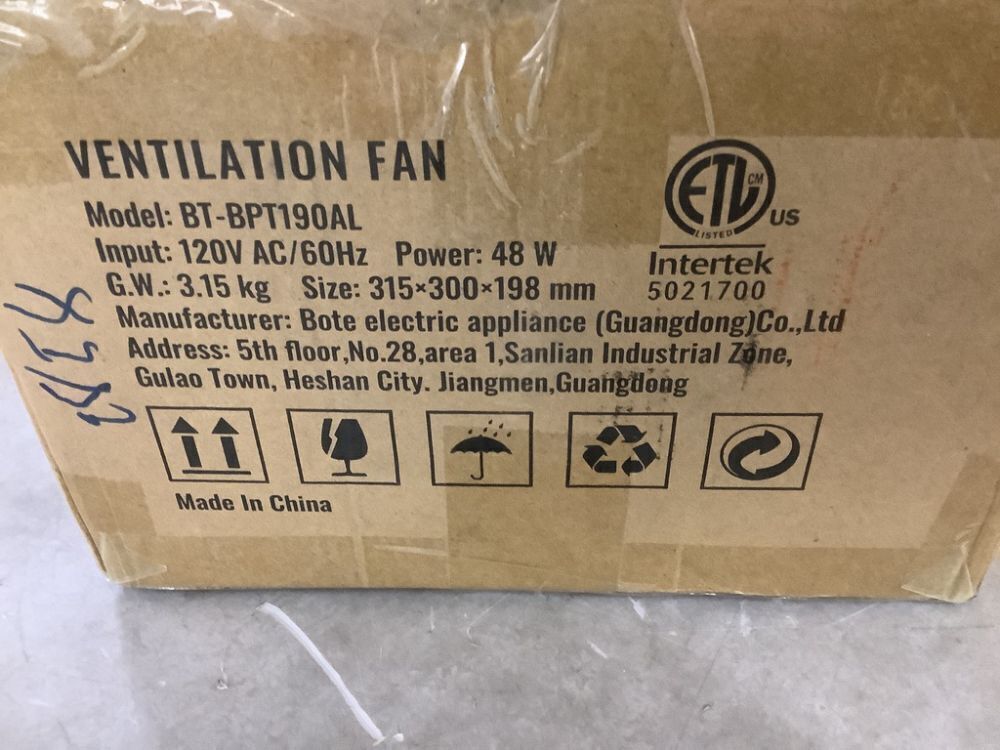 VENTILATION FAN
Model: BT-BPT190AL
Input: 120V AC/60Hz Power: 48 W
G.W.: 3.15 kg Size: 315×300×198 mm
Manufacturer: Bote electric appliance (Guangdong)Co.,Ltd
Address: 5th floor,No.28,area 1,Sanlian Industrial Zone,
Gulao Town, Heshan City. Jiangmen,Guangdong
Made In China
ETL CM
LISTED
US
Intertek
5021700